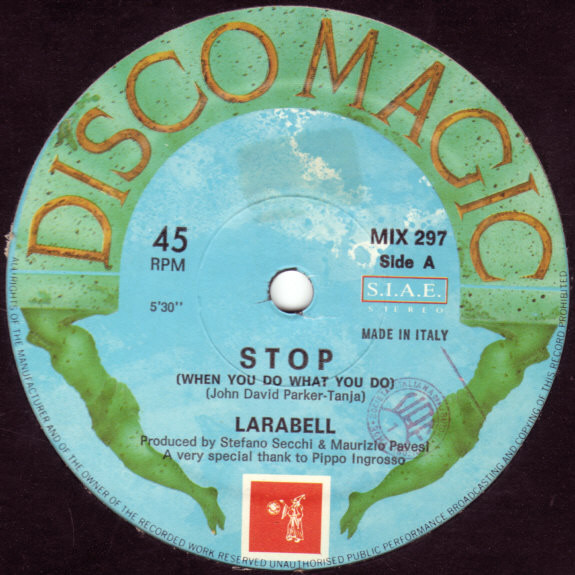 DISCO MAGIC
45
RPM
MIX 297
Side A
S.I.A.E.
STEREO
5'30''
MADE IN ITALY
STOP
(WHEN YOU DO WHAT YOU DO)
(John David Parker-Tanja)
LARABELL
Produced by Stefano Secchi & Maurizio Pavesi
A very special thank to Pippo Ingrosso
ALL RIGHTS OF THE MANUFACTURER AND OF THE OWNER OF THE RECORDED WORK RESERVED UNAUTHORISED PUBLIC PERFORMANCE BROADCASTING AND COPYING OF THE RECORD PROHIBITED